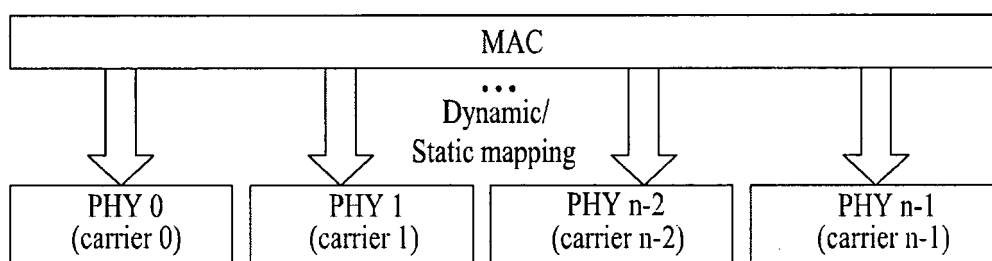 MAC
...
Dynamic/
Static mapping
PHY 0
(carrier 0)
PHY 1
(carrier 1)
PHY n-2
(carrier n-2)
PHY n-1
(carrier n-1)